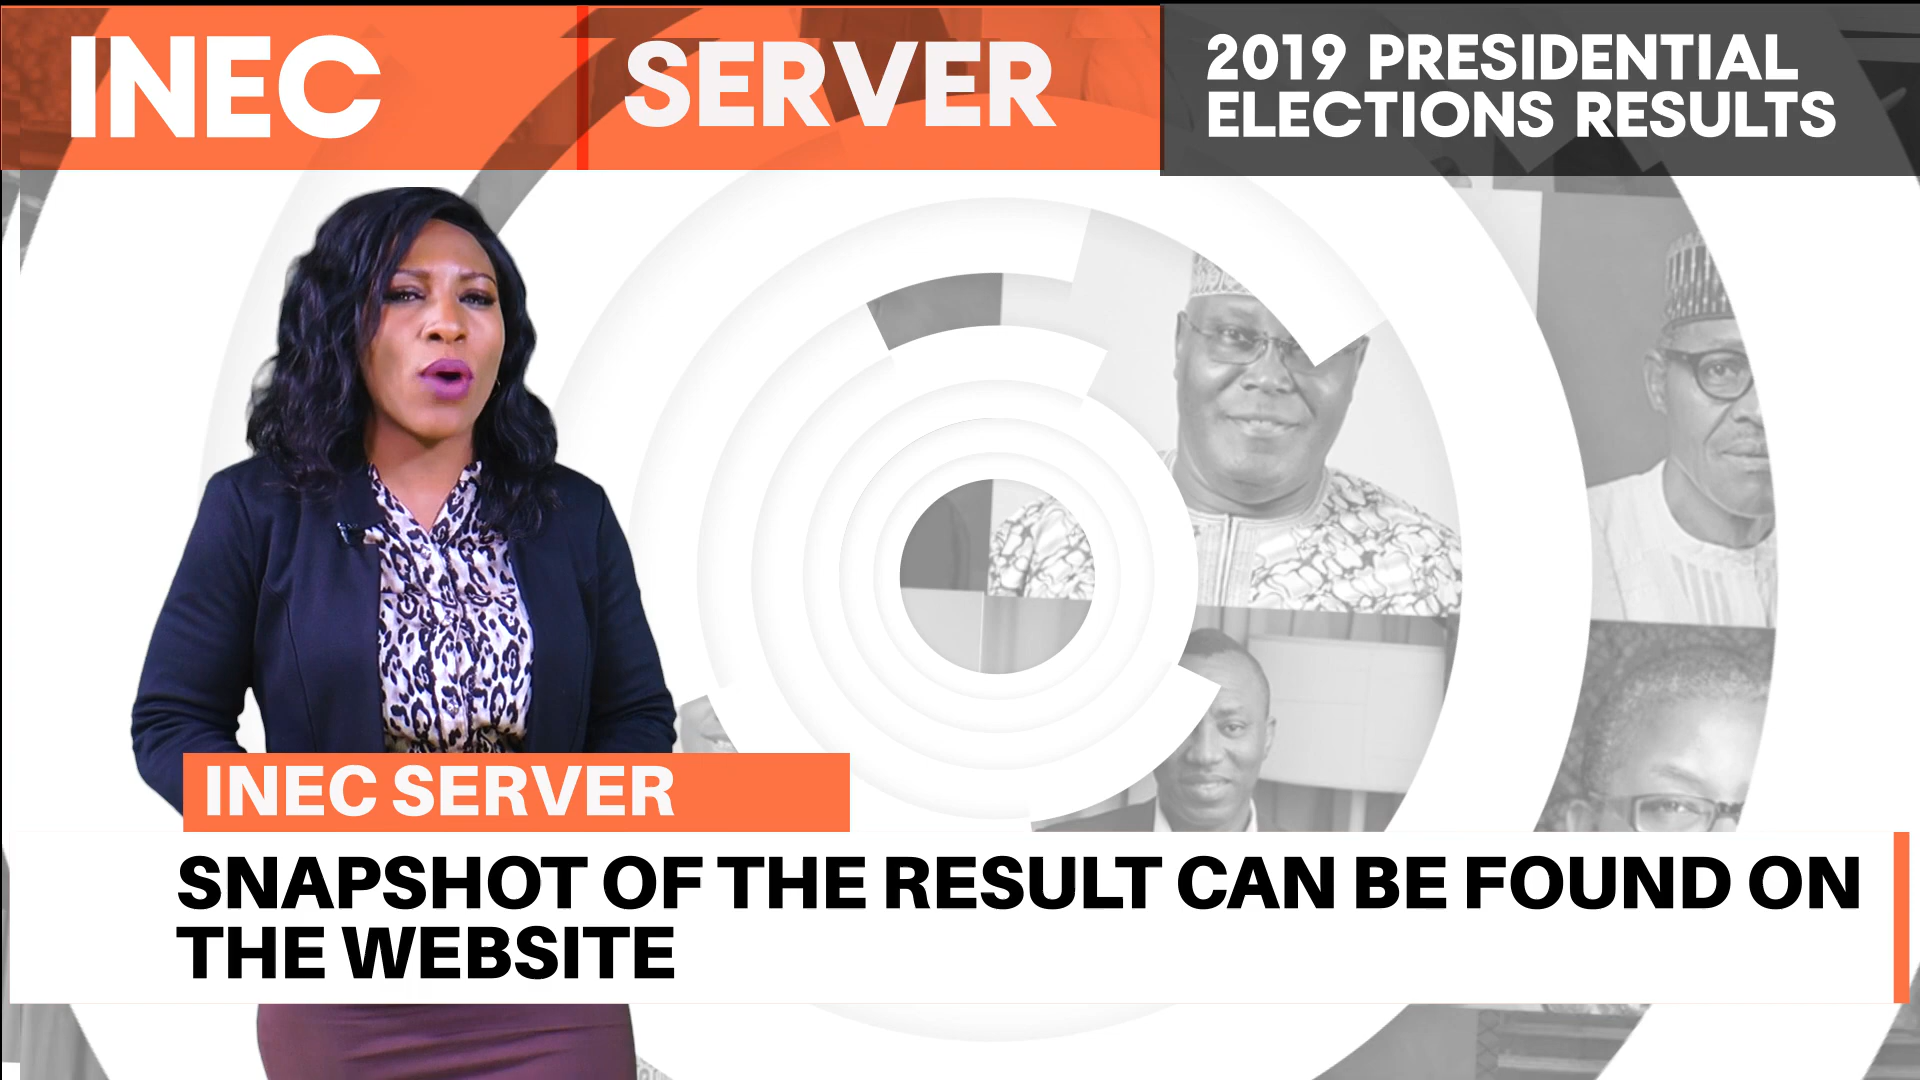 INEC
SERVER
2019 PRESIDENTIAL
ELECTIONS RESULTS
INEC SERVER
SNAPSHOT OF THE RESULT CAN BE FOUND ON
THE WEBSITE